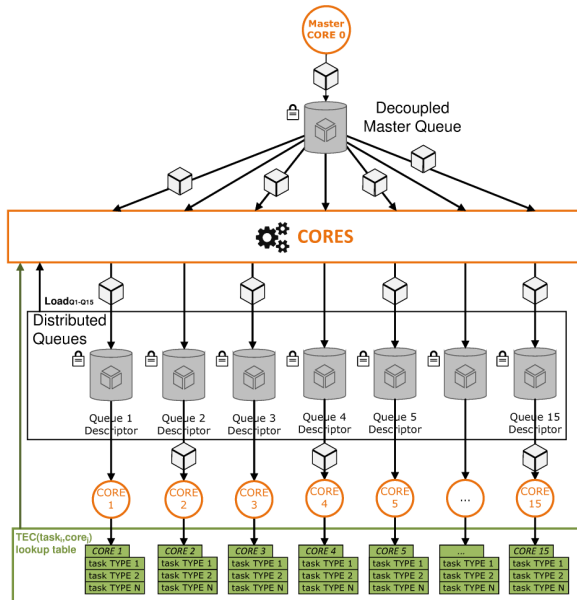 Master
CORE 0
Decoupled
Master Queue
CORES
LoadQ1-Q15
Distributed
Queues
Queue 1
Descriptor
Queue 2
Descriptor
Queue 3
Descriptor
Queue 4
Descriptor
Queue 5
Descriptor
Queue 15
Descriptor
CORE
1
CORE
2
CORE
3
CORE
4
CORE
5
...
CORE
15
TEC(taskᵢ,coreⱼ)
lookup table
CORE 1
task TYPE 1
task TYPE 2
task TYPE N
CORE 2
task TYPE 1
task TYPE 2
task TYPE N
CORE 3
task TYPE 1
task TYPE 2
task TYPE N
CORE 4
task TYPE 1
task TYPE 2
task TYPE N
CORE 5
task TYPE 1
task TYPE 2
task TYPE N
...
task TYPE 1
task TYPE 2
task TYPE N
CORE 15
task TYPE 1
task TYPE 2
task TYPE N